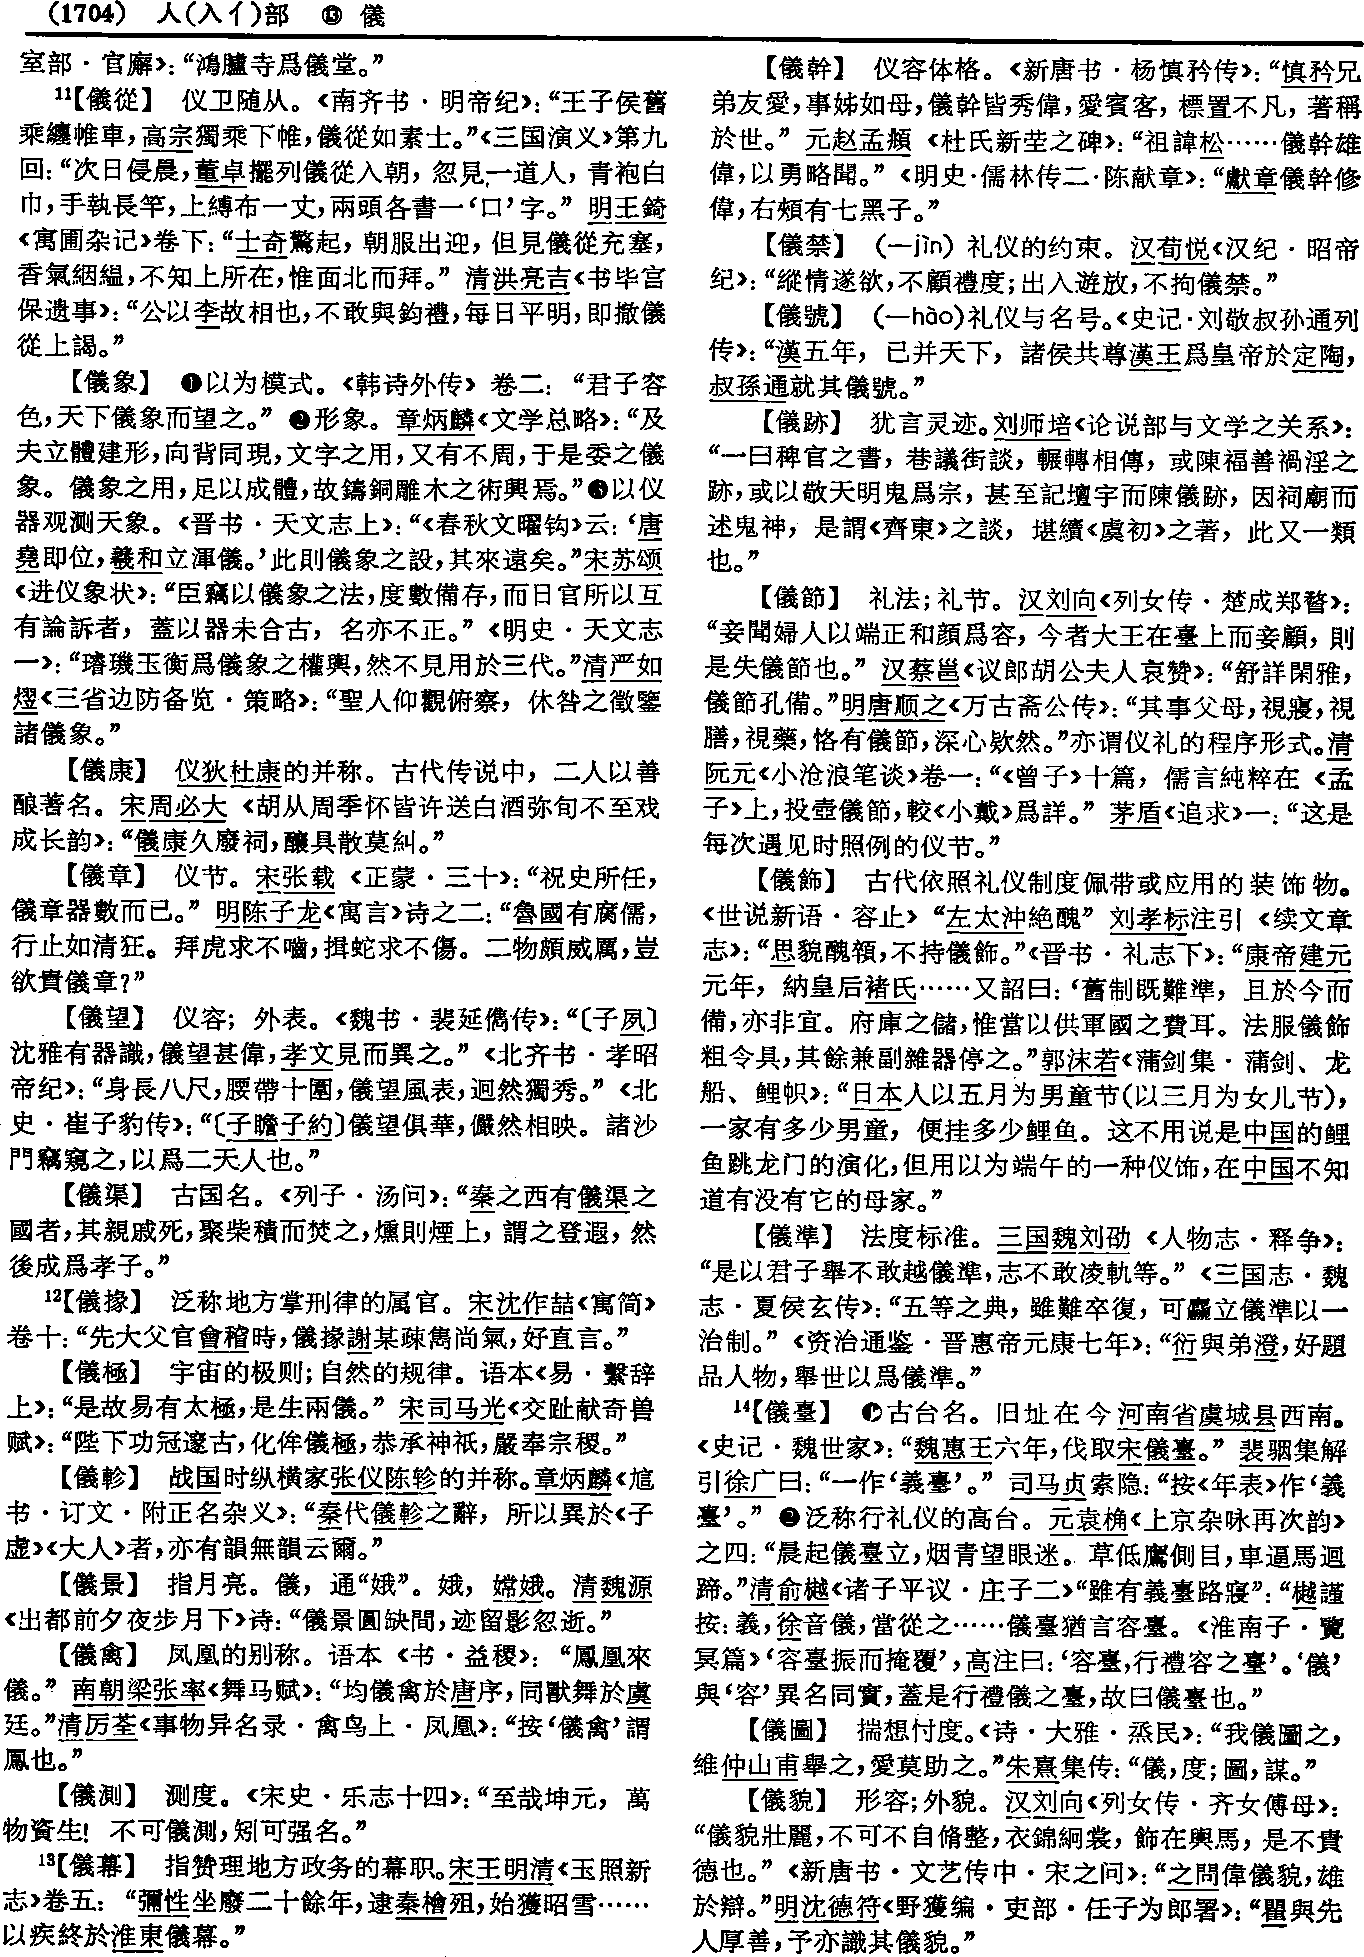 (1704) 人(入亻)部 ⑬ 儀
室部·官廨》:“鴻臚寺爲儀堂。”
11【儀從】 仪卫随从。《南齐书·明帝纪》:“王子侯舊
乘纏帷車,高宗獨乘下帷,儀從如素士。”《三国演义》第九
回:“次日侵晨,董卓擺列儀從入朝,忽見一道人,青袍白
巾,手執長竿,上縛布一丈,兩頭各書一‘口’字。” 明王錡
《寓圃杂记》卷下:“士奇驚起,朝服出迎,但見儀從充塞,
香氣絪緼,不知上所在,惟面北而拜。” 清洪亮吉《书毕宫
保遗事》:“公以李故相也,不敢與鈞禮,每日平明,即撤儀
從上謁。”
【儀象】 ❶以为模式。《韩诗外传》卷二:“君子容
色,天下儀象而望之。” ❷形象。章炳麟《文学总略》:“及
夫立體建形,向背同現,文字之用,又有不周,于是委之儀
象。儀象之用,足以成體,故鑄銅雕木之術興焉。”❸以仪
器观测天象。《晋书·天文志上》:“《春秋文曜钩》云:‘唐
堯即位,羲和立渾儀。’此則儀象之設,其來遠矣。”宋苏颂
《进仪象状》:“臣竊以儀象之法,度數備存,而日官所以互
有論訴者,蓋以器未合古,名亦不正。”《明史·天文志
一》:“璿璣玉衡爲儀象之權輿,然不見用於三代。”清严如
熤《三省边防备览·策略》:“聖人仰觀俯察,休咎之徵鑒
諸儀象。”
【儀康】 仪狄杜康的并称。古代传说中,二人以善
酿著名。宋周必大《胡从周季怀皆许送白酒弥旬不至戏
成长韵》:“儀康久廢祠,釀具散莫糾。”
【儀章】 仪节。宋张载《正蒙·三十》:“祝史所任,
儀章器數而已。” 明陈子龙《寓言》诗之二:“魯國有腐儒,
行止如清狂。拜虎求不嚙,揖蛇求不傷。二物頗威厲,豈
欲責儀章?”
【儀望】 仪容;外表。《魏书·裴延儁传》:“〔子夙〕
沈雅有器識,儀望甚偉,孝文見而異之。”《北齐书·孝昭
帝纪》:“身長八尺,腰帶十圍,儀望風表,迥然獨秀。”《北
史·崔子豹传》:“〔子瞻子約〕儀望俱華,儼然相映。諸沙
門竊窺之,以爲二天人也。”
【儀渠】 古国名。《列子·汤问》:“秦之西有儀渠之
國者,其親戚死,聚柴積而焚之,燻則煙上,謂之登遐,然
後成爲孝子。”
12【儀掾】 泛称地方掌刑律的属官。宋沈作喆《寓简》
卷十:“先大父官會稽時,儀掾謝某疎雋尚氣,好直言。”
【儀極】 宇宙的极则;自然的规律。语本《易·繫辞
上》:“是故易有太極,是生兩儀。” 宋司马光《交趾献奇兽
赋》:“陛下功冠邃古,化侔儀極,恭承神祇,嚴奉宗稷。”
【儀軫】 战国时纵横家张仪陈轸的并称。章炳麟《訄
书·订文·附正名杂义》:“秦代儀軫之辭,所以異於《子
虚》《大人》者,亦有韻無韻云爾。”
【儀景】 指月亮。儀,通“娥”。娥,嫦娥。清魏源
《出都前夕夜步月下》诗:“儀景圓缺間,迹留影忽逝。”
【儀禽】 凤凰的别称。语本《书·益稷》:“鳳凰來
儀。” 南朝梁张率《舞马赋》:“均儀禽於唐序,同獸舞於虞
廷。”清厉荃《事物异名录·禽鸟上·凤凰》:“按‘儀禽’謂
鳳也。”
【儀測】 测度。《宋史·乐志十四》:“至哉坤元,萬
物資生!不可儀測,矧可强名。”
13【儀幕】 指赞理地方政务的幕职。宋王明清《玉照新
志》卷五:“彌性坐廢二十餘年,逮秦檜殂,始獲昭雪……
以疾終於淮東儀幕。”
【儀幹】 仪容体格。《新唐书·杨慎矜传》:“慎矜兄
弟友愛,事姊如母,儀幹皆秀偉,愛賓客,標置不凡,著稱
於世。” 元赵孟頫《杜氏新茔之碑》:“祖諱松……儀幹雄
偉,以勇略聞。”《明史·儒林传二·陈献章》:“獻章儀幹修
偉,右頰有七黑子。”
【儀禁】 (—jìn) 礼仪的约束。汉荀悦《汉纪·昭帝
纪》:“縱情遂欲,不顧禮度;出入遊放,不拘儀禁。”
【儀號】 (—hào)礼仪与名号。《史记·刘敬叔孙通列
传》:“漢五年,已并天下,諸侯共尊漢王爲皇帝於定陶,
叔孫通就其儀號。”
【儀跡】 犹言灵迹。刘师培《论说部与文学之关系》:
“一曰稗官之書,巷議街談,輾轉相傳,或陳福善禍淫之
跡,或以敬天明鬼爲宗,甚至記壇宇而陳儀跡,因祠廟而
述鬼神,是謂《齊東》之談,堪續《虞初》之著,此又一類
也。”
【儀節】 礼法;礼节。汉刘向《列女传·楚成郑瞀》:
“妾聞婦人以端正和顔爲容,今者大王在臺上而妾顧,則
是失儀節也。” 汉蔡邕《议郎胡公夫人哀赞》:“舒詳閑雅,
儀節孔備。”明唐顺之《万古斋公传》:“其事父母,視寢,視
膳,視藥,恪有儀節,深心欵然。”亦谓仪礼的程序形式。清
阮元《小沧浪笔谈》卷一:“《曾子》十篇,儒言純粹在《孟
子》上,投壺儀節,較《小戴》爲詳。” 茅盾《追求》一:“这是
每次遇见时照例的仪节。”
【儀飾】 古代依照礼仪制度佩带或应用的装饰物。
《世说新语·容止》“左太沖絶醜” 刘孝标注引《续文章
志》:“思貌醜顇,不持儀飾。”《晋书·礼志下》:“康帝建元
元年,納皇后褚氏……又詔曰:‘舊制既難準,且於今而
備,亦非宜。府庫之儲,惟當以供軍國之費耳。法服儀飾
粗令具,其餘兼副雜器停之。”郭沫若《蒲剑集·蒲剑、龙
船、鲤帜》:“日本人以五月为男童节(以三月为女儿节),
一家有多少男童,便挂多少鲤鱼。这不用说是中国的鲤
鱼跳龙门的演化,但用以为端午的一种仪饰,在中国不知
道有没有它的母家。”
【儀準】 法度标准。三国魏刘劭《人物志·释争》:
“是以君子舉不敢越儀準,志不敢凌軌等。”《三国志·魏
志·夏侯玄传》:“五等之典,雖難卒復,可麤立儀準以一
治制。”《资治通鉴·晋惠帝元康七年》:“衍與弟澄,好題
品人物,舉世以爲儀準。”
14【儀臺】 ❶古台名。旧址在今河南省虞城县西南。
《史记·魏世家》:“魏惠王六年,伐取宋儀臺。” 裴骃集解
引徐广曰:“一作‘義臺’。” 司马贞索隐:“按《年表》作‘義
臺’。” ❷泛称行礼仪的高台。元袁桷《上京杂咏再次韵》
之四:“晨起儀臺立,烟青望眼迷。草低鷹側目,車逼馬迴
蹄。”清俞樾《诸子平议·庄子二》“雖有義臺路寢”:“樾謹
按:義,徐音儀,當從之……儀臺猶言容臺。《淮南子·覽
冥篇》‘容臺振而掩覆’,高注曰:‘容臺,行禮容之臺’。‘儀’
與‘容’異名同實,蓋是行禮儀之臺,故曰儀臺也。”
【儀圖】 揣想忖度。《诗·大雅·烝民》:“我儀圖之,
維仲山甫舉之,愛莫助之。”朱熹集传:“儀,度;圖,謀。”
【儀貌】 形容;外貌。汉刘向《列女传·齐女傅母》:
“儀貌壯麗,不可不自脩整,衣錦絅裳,飾在輿馬,是不貴
德也。”《新唐书·文艺传中·宋之问》:“之問偉儀貌,雄
於辯。”明沈德符《野獲编·吏部·任子为郎署》:“瞿與先
人厚善,予亦識其儀貌。”